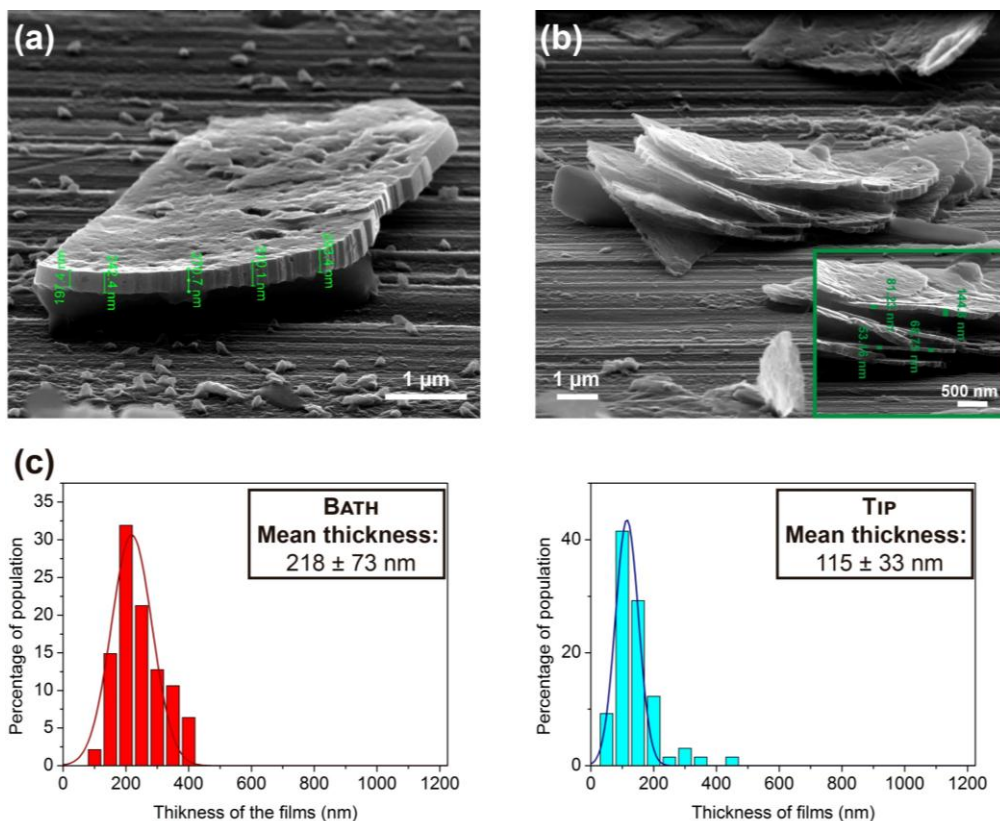 (a)
1 µm
(b)
1 µm
500 nm
(c)
BATH
Mean thickness:
218 ± 73 nm
Percentage of population
35
30
25
20
15
10
5
0
0 200 400 600 800 1000 1200
Thikness of the films (nm)
TIP
Mean thickness:
115 ± 33 nm
Percentage of population
40
20
0
0 200 400 600 800 1000 1200
Thickness of films (nm)